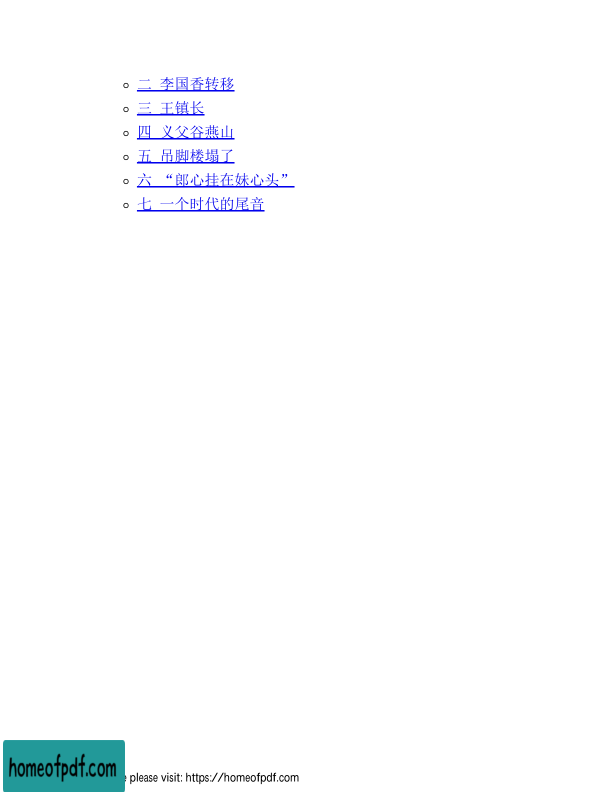 二 李国香转移
三 王镇长
四 义父谷燕山
五 吊脚楼塌了
六 “郎心挂在妹心头”
七 一个时代的尾音
homeofpdf.com
please visit: https://homeofpdf.com